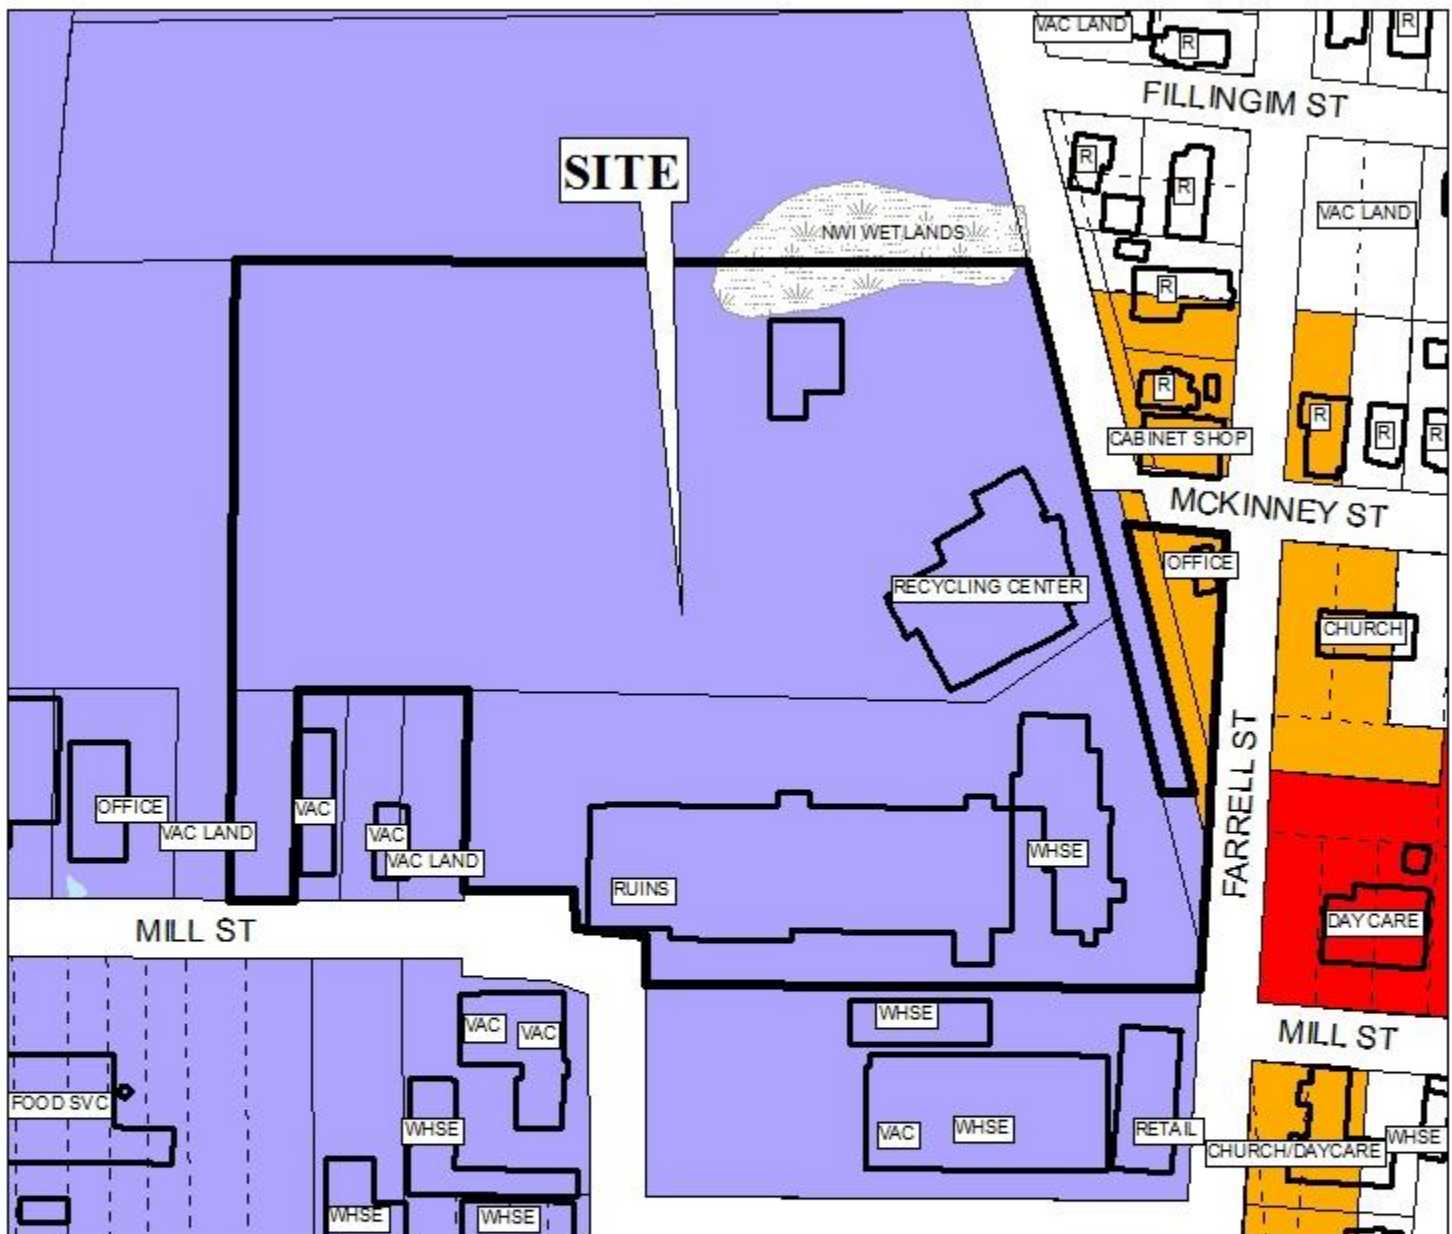 VAC LAND
R
R
FILLINGIM ST
SITE
R
R
VAC LAND
NWI WETLANDS
R
R
CABINET SHOP
R
R
R
MCKINNEY ST
OFFICE
RECYCLING CENTER
CHURCH
OFFICE
VAC LAND
VAC
VAC
VAC LAND
RUINS
WHSE
FARRELL ST
DAY CARE
MILL ST
WHSE
MILL ST
VAC
VAC
FOOD SVC
WHSE
VAC
WHSE
RETAIL
CHURCH/DAYCARE
WHSE
WHSE
WHSE